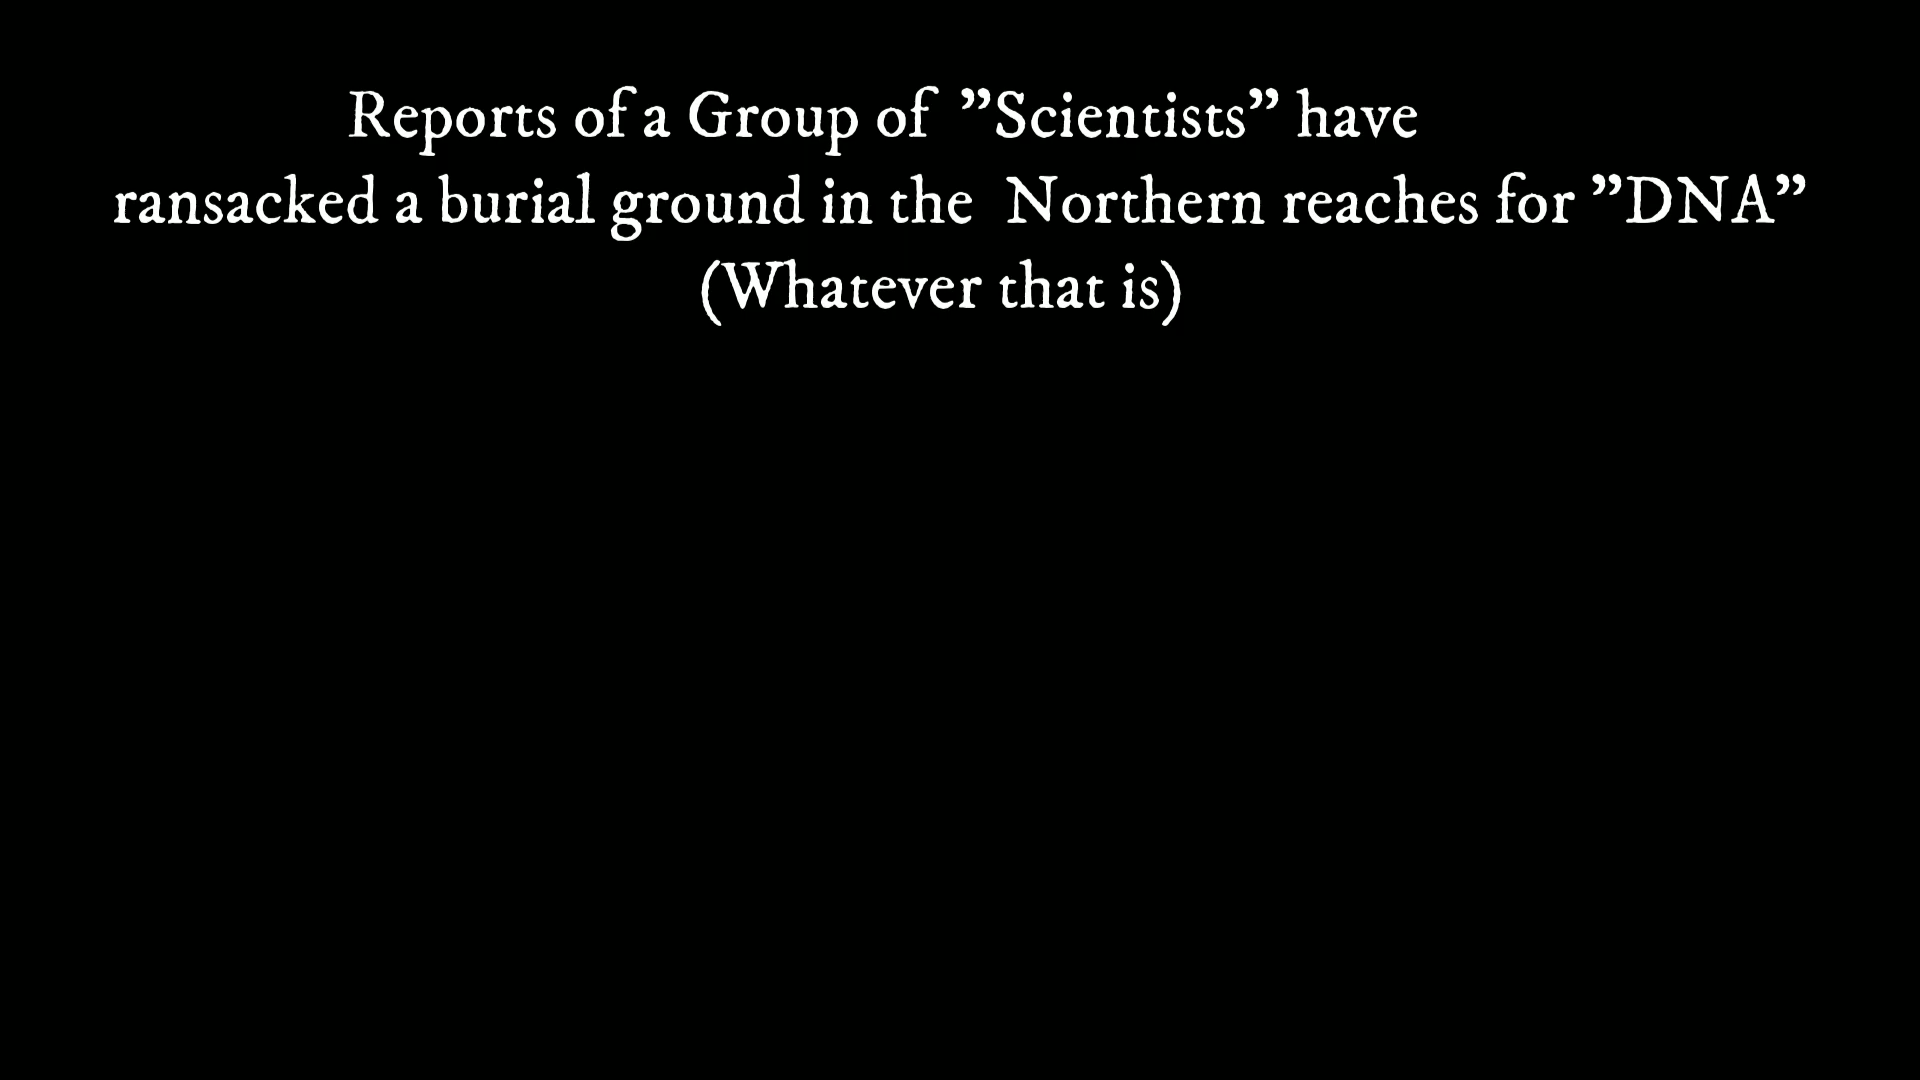 Reports of a Group of ”Scientists” have
ransacked a burial ground in the Northern reaches for ”DNA”
(Whatever that is)